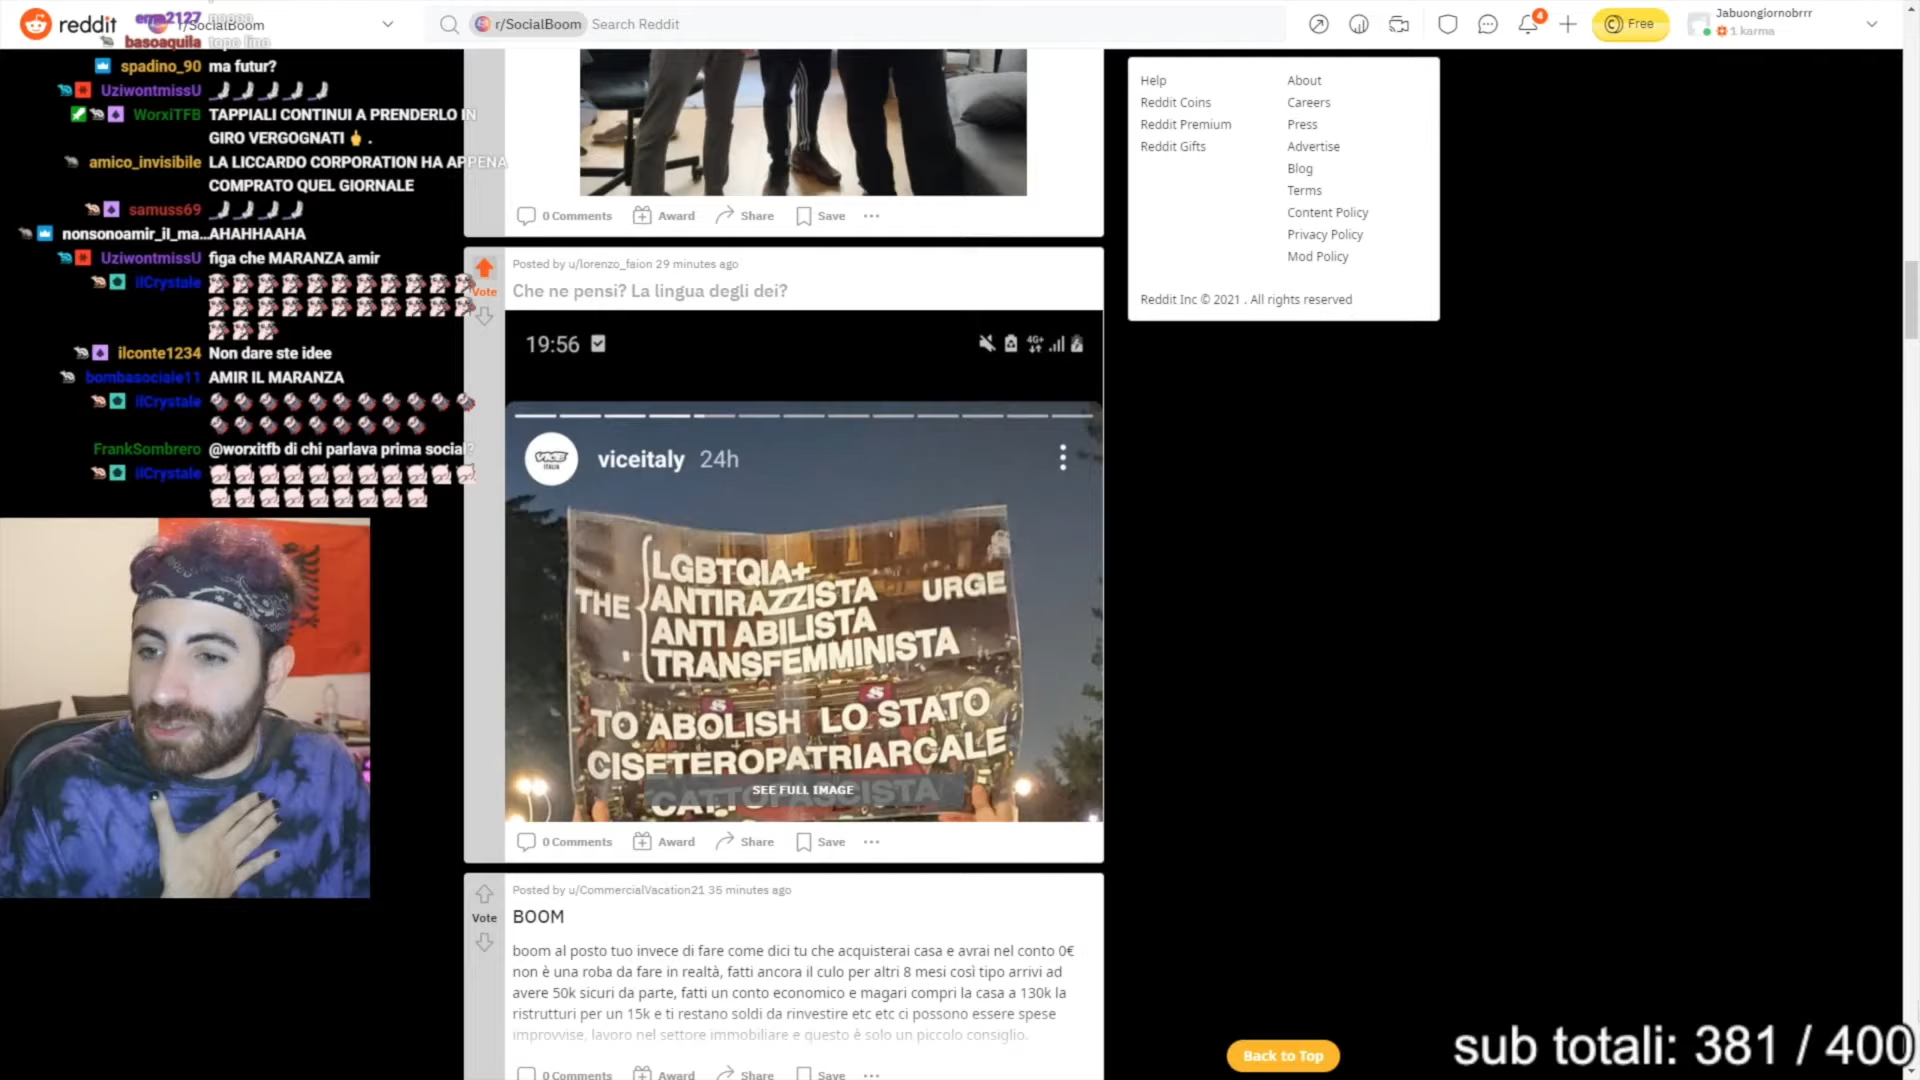 reddit
r/SocialBoom
r/SocialBoom Search Reddit
4
Free
Jabuongiornobrrr
1 karma
erra2127
basoaquila topo lino
spadino_90 ma futur?
UziwontmissU
WorxiTFB TAPPIALI CONTINUI A PRENDERLO IN
GIRO VERGOGNATI .
amico_invisibile LA LICCARDO CORPORATION HA APPENA
COMPRATO QUEL GIORNALE
samuss69
nonsonoamir_il_ma... AHAHHAAHA
UziwontmissU figa che MARANZA amir
ilCrystale
ilconte1234 Non dare ste idee
bombasociale11 AMIR IL MARANZA
ilCrystale
FrankSombrero @worxitfb di chi parlava prima social?
ilCrystale
0 Comments Award Share Save
Vote
Posted by u/lorenzo_faion 29 minutes ago
Che ne pensi? La lingua degli dei?
19:56
4G+
VICE
ITALIA
viceitaly 24h
THE
LGBTQIA+
ANTIRAZZISTA
ANTI ABILISTA
TRANSFEMMINISTA
URGE
TO ABOLISH LO STATO
CISETEROPATRIARCALE
CATTOFASCISTA
SEE FULL IMAGE
0 Comments Award Share Save
Vote
Posted by u/CommercialVacation21 35 minutes ago
BOOM
boom al posto tuo invece di fare come dici tu che acquisterai casa e avrai nel conto 0€
non è una roba da fare in realtà, fatti ancora il culo per altri 8 mesi così tipo arrivi ad
avere 50k sicuri da parte, fatti un conto economico e magari compri la casa a 130k la
ristrutturi per un 15k e ti restano soldi da rinvestire etc etc ci possono essere spese
improvvise, lavoro nel settore immobiliare e questo è solo un piccolo consiglio.
0 Comments Award Share Save
Help
Reddit Coins
Reddit Premium
Reddit Gifts
About
Careers
Press
Advertise
Blog
Terms
Content Policy
Privacy Policy
Mod Policy
Reddit Inc © 2021 . All rights reserved
Back to Top
sub totali: 381 / 400